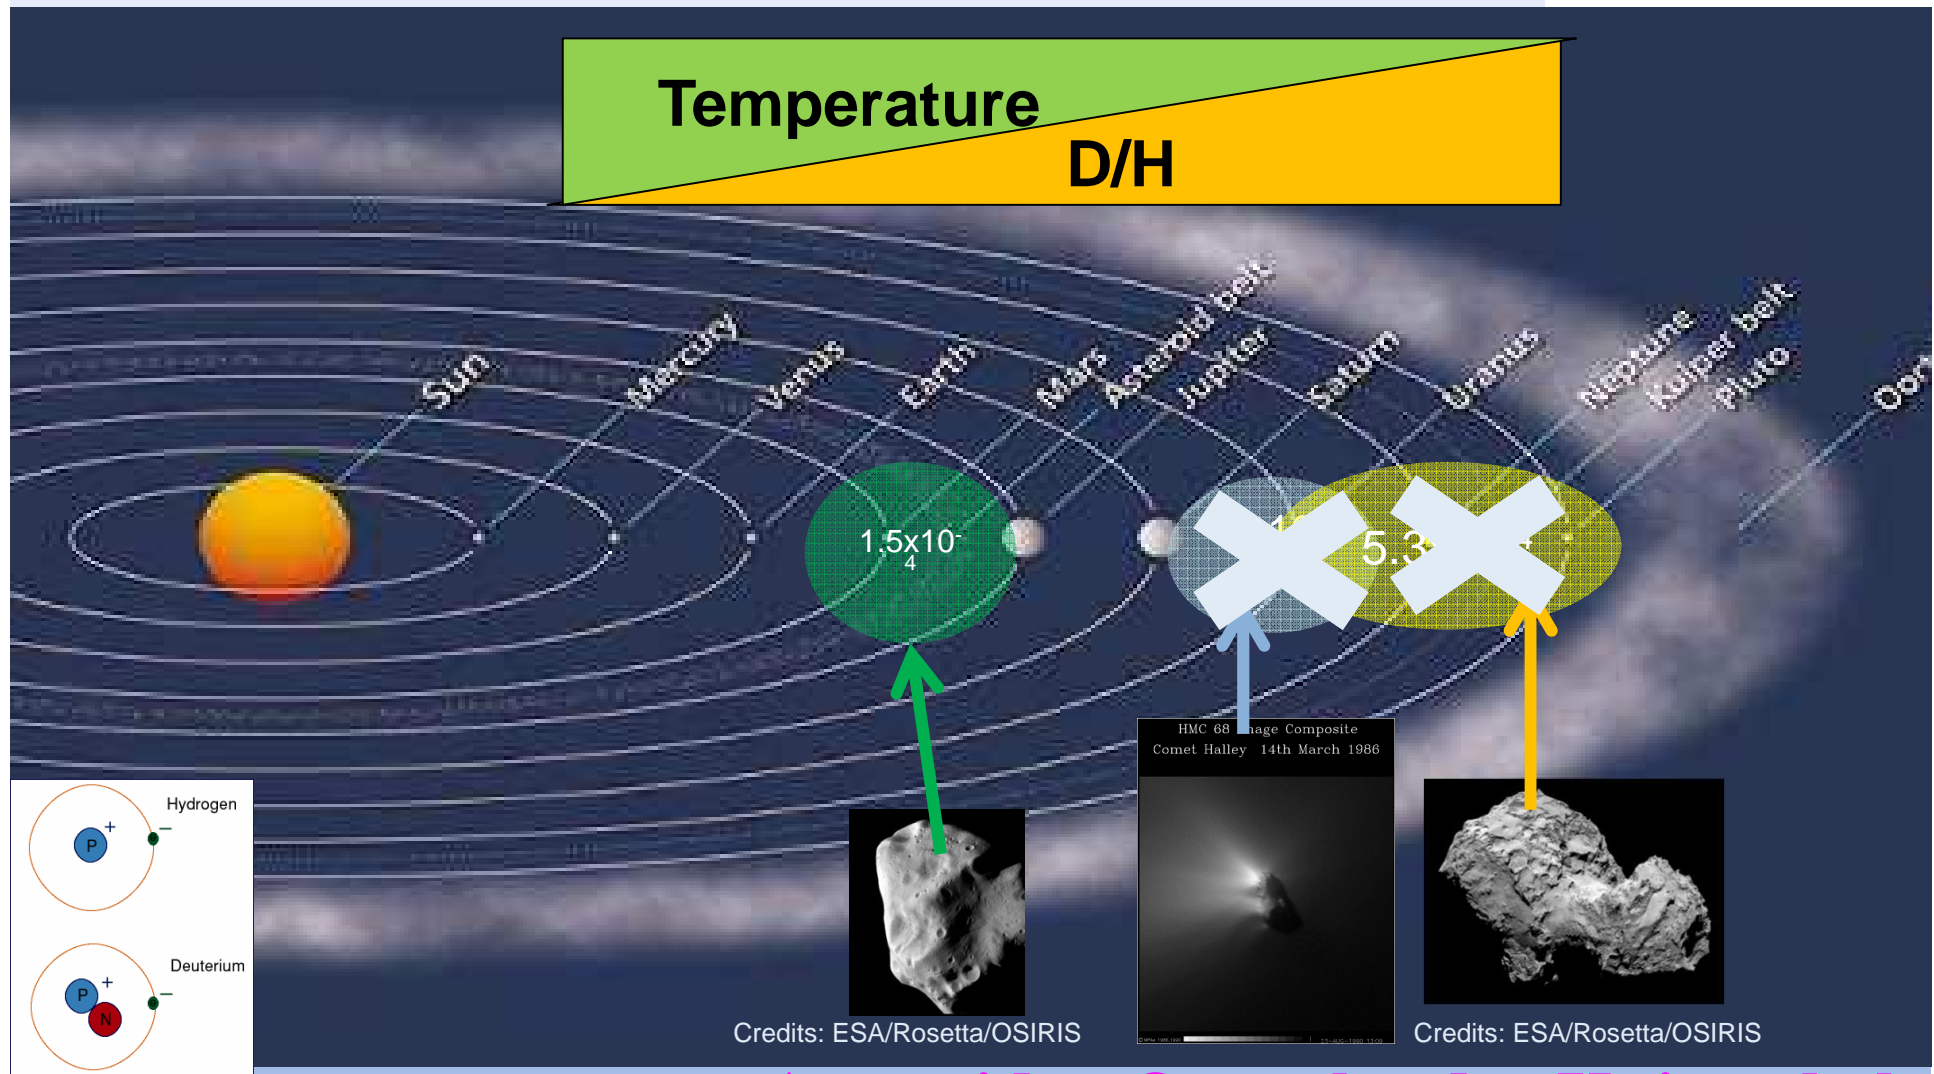 Temperature
D/H
Sun
Mercury
Venus
Earth
Mars
Asteroid belt
Jupiter
Saturn
Uranus
Neptune
Kuiper belt
Pluto
1.5x10-
4
5.3
HMC 68 Image Composite
Comet Halley 14th March 1986
Hydrogen
P
+
−
Deuterium
P
+
N
−
Credits: ESA/Rosetta/OSIRIS
Credits: ESA/Rosetta/OSIRIS